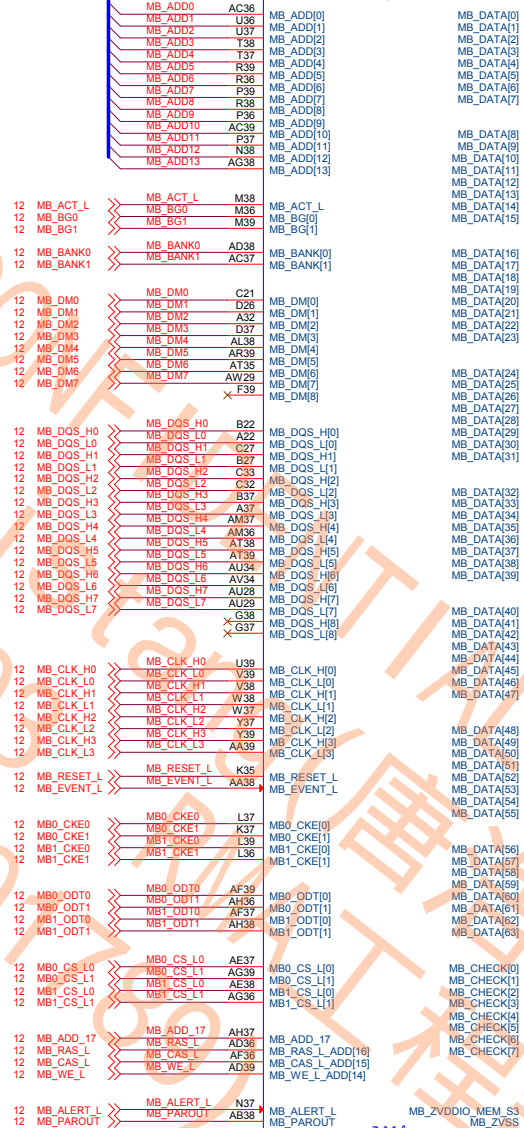 MB_ADD0 AC36 MB_ADD[0] MB_DATA[0]
MB_ADD1 U36 MB_ADD[1] MB_DATA[1]
MB_ADD2 U37 MB_ADD[2] MB_DATA[2]
MB_ADD3 T38 MB_ADD[3] MB_DATA[3]
MB_ADD4 T37 MB_ADD[4] MB_DATA[4]
MB_ADD5 R39 MB_ADD[5] MB_DATA[5]
MB_ADD6 R36 MB_ADD[6] MB_DATA[6]
MB_ADD7 P39 MB_ADD[7] MB_DATA[7]
MB_ADD8 R38 MB_ADD[8]
MB_ADD9 P36 MB_ADD[9]
MB_ADD10 AC39 MB_ADD[10] MB_DATA[8]
MB_ADD11 P37 MB_ADD[11] MB_DATA[9]
MB_ADD12 N38 MB_ADD[12] MB_DATA[10]
MB_ADD13 AG38 MB_ADD[13] MB_DATA[11]
MB_DATA[12]
MB_DATA[13]
12 MB_ACT_L MB_ACT_L M38 MB_ACT_L MB_DATA[14]
12 MB_BG0 MB_BG0 M36 MB_BG[0] MB_DATA[15]
12 MB_BG1 MB_BG1 M39 MB_BG[1]
12 MB_BANK0 MB_BANK0 AD38 MB_BANK[0] MB_DATA[16]
12 MB_BANK1 MB_BANK1 AC37 MB_BANK[1] MB_DATA[17]
MB_DATA[18]
MB_DATA[19]
12 MB_DM0 MB_DM0 C21 MB_DM[0] MB_DATA[20]
12 MB_DM1 MB_DM1 D26 MB_DM[1] MB_DATA[21]
12 MB_DM2 MB_DM2 A32 MB_DM[2] MB_DATA[22]
12 MB_DM3 MB_DM3 D37 MB_DM[3] MB_DATA[23]
12 MB_DM4 MB_DM4 AL38 MB_DM[4]
12 MB_DM5 MB_DM5 AR39 MB_DM[5]
12 MB_DM6 MB_DM6 AT35 MB_DM[6] MB_DATA[24]
12 MB_DM7 MB_DM7 AW29 MB_DM[7] MB_DATA[25]
F39 MB_DM[8] MB_DATA[26]
MB_DATA[27]
MB_DATA[28]
12 MB_DQS_H0 MB_DQS_H0 B22 MB_DQS_H[0] MB_DATA[29]
12 MB_DQS_L0 MB_DQS_L0 A22 MB_DQS_L[0] MB_DATA[30]
12 MB_DQS_H1 MB_DQS_H1 C27 MB_DQS_H1] MB_DATA[31]
12 MB_DQS_L1 MB_DQS_L1 B27 MB_DQS_L[1]
12 MB_DQS_H2 MB_DQS_H2 C33 MB_DQS_H[2]
12 MB_DQS_L2 MB_DQS_L2 C32 MB_DQS_L[2] MB_DATA[32]
12 MB_DQS_H3 MB_DQS_H3 B37 MB_DQS_H[3] MB_DATA[33]
12 MB_DQS_L3 MB_DQS_L3 A37 MB_DQS_L[3] MB_DATA[34]
12 MB_DQS_H4 MB_DQS_H4 AM37 MB_DQS_H[4] MB_DATA[35]
12 MB_DQS_L4 MB_DQS_L4 AM36 MB_DQS_L[4] MB_DATA[36]
12 MB_DQS_H5 MB_DQS_H5 AT38 MB_DQS_H[5] MB_DATA[37]
12 MB_DQS_L5 MB_DQS_L5 AT39 MB_DQS_L[5] MB_DATA[38]
12 MB_DQS_H6 MB_DQS_H6 AU34 MB_DQS_H[6] MB_DATA[39]
12 MB_DQS_L6 MB_DQS_L6 AV34 MB_DQS_L[6]
12 MB_DQS_H7 MB_DQS_H7 AU28 MB_DQS_H[7]
12 MB_DQS_L7 MB_DQS_L7 AU29 MB_DQS_L[7] MB_DATA[40]
G38 MB_DQS_H[8] MB_DATA[41]
G37 MB_DQS_L[8] MB_DATA[42]
MB_DATA[43]
MB_DATA[44]
12 MB_CLK_H0 MB_CLK_H0 U39 MB_CLK_H[0] MB_DATA[45]
12 MB_CLK_L0 MB_CLK_L0 V39 MB_CLK_L[0] MB_DATA[46]
12 MB_CLK_H1 MB_CLK_H1 V38 MB_CLK_H[1] MB_DATA[47]
12 MB_CLK_L1 MB_CLK_L1 W38 MB_CLK_L[1]
12 MB_CLK_H2 MB_CLK_H2 W37 MB_CLK_H[2]
12 MB_CLK_L2 MB_CLK_L2 Y37 MB_CLK_L[2] MB_DATA[48]
12 MB_CLK_H3 MB_CLK_H3 Y39 MB_CLK_H[3] MB_DATA[49]
12 MB_CLK_L3 MB_CLK_L3 AA39 MB_CLK_L[3] MB_DATA[50]
MB_DATA[51]
12 MB_RESET_L MB_RESET_L K35 MB_RESET_L MB_DATA[52]
12 MB_EVENT_L MB_EVENT_L AA38 MB_EVENT_L MB_DATA[53]
MB_DATA[54]
MB_DATA[55]
12 MB0_CKE0 MB0_CKE0 L37 MB0_CKE[0]
12 MB0_CKE1 MB0_CKE1 K37 MB0_CKE[1]
12 MB1_CKE0 MB1_CKE0 L39 MB1_CKE[0] MB_DATA[56]
12 MB1_CKE1 MB1_CKE1 L36 MB1_CKE[1] MB_DATA[57]
MB_DATA[58]
MB_DATA[59]
12 MB0_ODT0 MB0_ODT0 AF39 MB0_ODT[0] MB_DATA[60]
12 MB0_ODT1 MB0_ODT1 AH36 MB0_ODT[1] MB_DATA[61]
12 MB1_ODT0 MB1_ODT0 AF37 MB1_ODT[0] MB_DATA[62]
12 MB1_ODT1 MB1_ODT1 AH38 MB1_ODT[1] MB_DATA[63]
12 MB0_CS_L0 MB0_CS_L0 AE37 MB0_CS_L[0] MB_CHECK[0]
12 MB0_CS_L1 MB0_CS_L1 AG39 MB0_CS_L[1] MB_CHECK[1]
12 MB1_CS_L0 MB1_CS_L0 AE38 MB1_CS_L[0] MB_CHECK[2]
12 MB1_CS_L1 MB1_CS_L1 AG36 MB1_CS_L[1] MB_CHECK[3]
MB_CHECK[4]
MB_CHECK[5]
12 MB_ADD_17 MB_ADD_17 AH37 MB_ADD_17 MB_CHECK[6]
12 MB_RAS_L MB_RAS_L AD36 MB_RAS_L_ADD[16] MB_CHECK[7]
12 MB_CAS_L MB_CAS_L AF36 MB_CAS_L_ADD[15]
12 MB_WE_L MB_WE_L AD39 MB_WE_L_ADD[14]
12 MB_ALERT_L MB_ALERT_L N37 MB_ALERT_L MB_ZVDDIO_MEM_S3
12 MB_PAROUT MB_PAROUT AB38 MB_PAROUT MB_ZVSS
CONFIDENTIAL
RMA工程